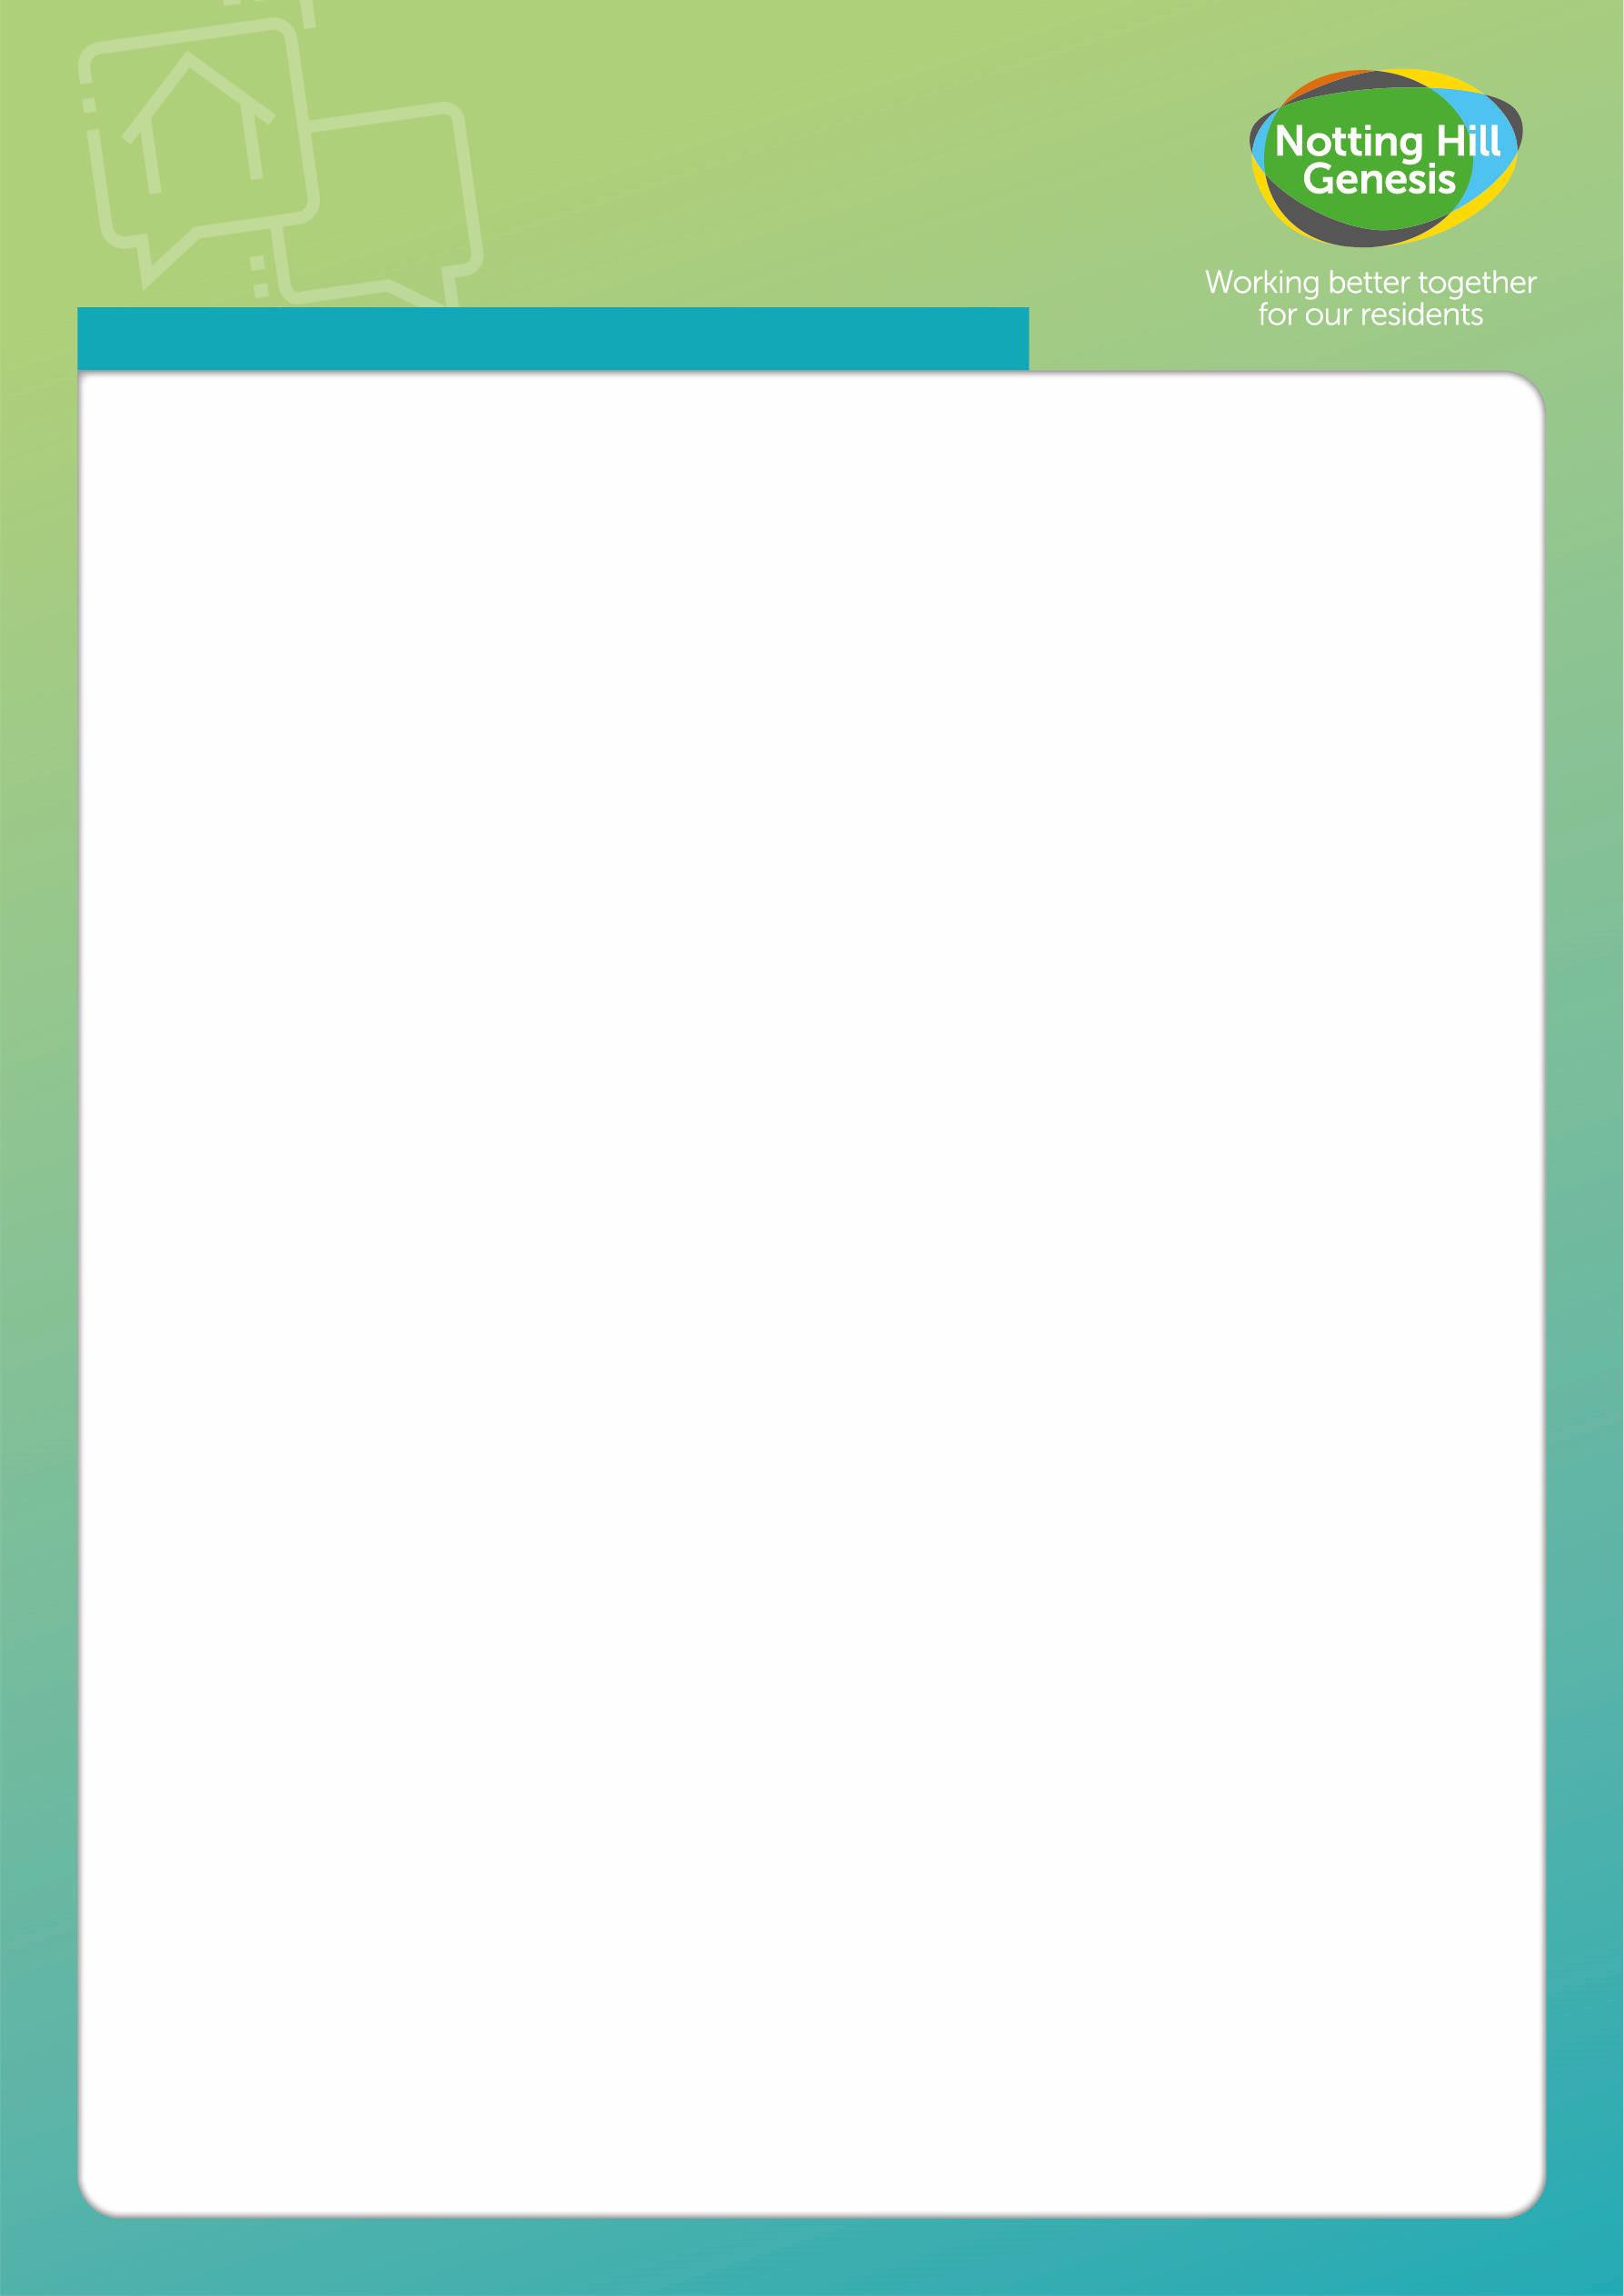 Notting Hill
Genesis
Working better together
for our residents